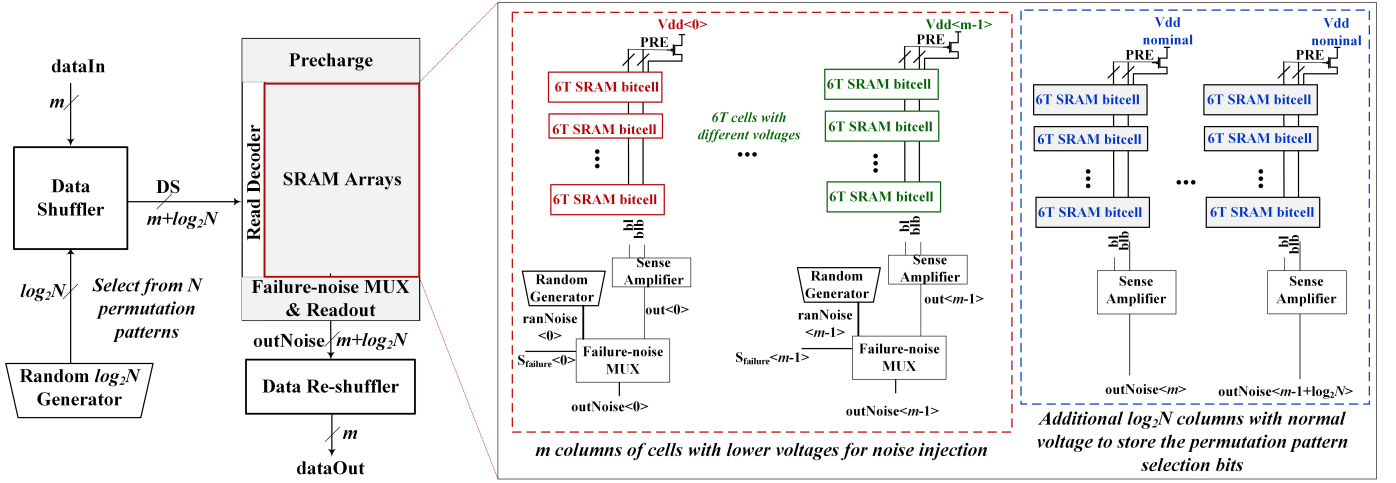 dataIn
m
Data
Shuffler
DS
m+log2N
log2N
Select from N
permutation
patterns
Random log2N
Generator
Precharge
Read Decoder
SRAM Arrays
Failure-noise MUX
& Readout
outNoise
m+log2N
Data Re-shuffler
m
dataOut
Vdd<0>
PRE
6T SRAM bitcell
6T SRAM bitcell
6T SRAM bitcell
bl
blb
Random
Generator
Sense
Amplifier
ranNoise
<0>
out<0>
Sfailure<0>
Failure-noise
MUX
outNoise<0>
6T cells with
different voltages
Vdd<m-1>
PRE
6T SRAM bitcell
6T SRAM bitcell
6T SRAM bitcell
bl
blb
Random
Generator
Sense
Amplifier
ranNoise
<m-1>
out<m-1>
Sfailure<m-1>
Failure-noise
MUX
outNoise<m-1>
m columns of cells with lower voltages for noise injection
Vdd
nominal
PRE
6T SRAM bitcell
6T SRAM bitcell
6T SRAM bitcell
bl
blb
Sense
Amplifier
outNoise<m>
Vdd
nominal
PRE
6T SRAM bitcell
6T SRAM bitcell
6T SRAM bitcell
bl
blb
Sense
Amplifier
outNoise<m-1+log2N>
Additional log2N columns with normal
voltage to store the permutation pattern
selection bits